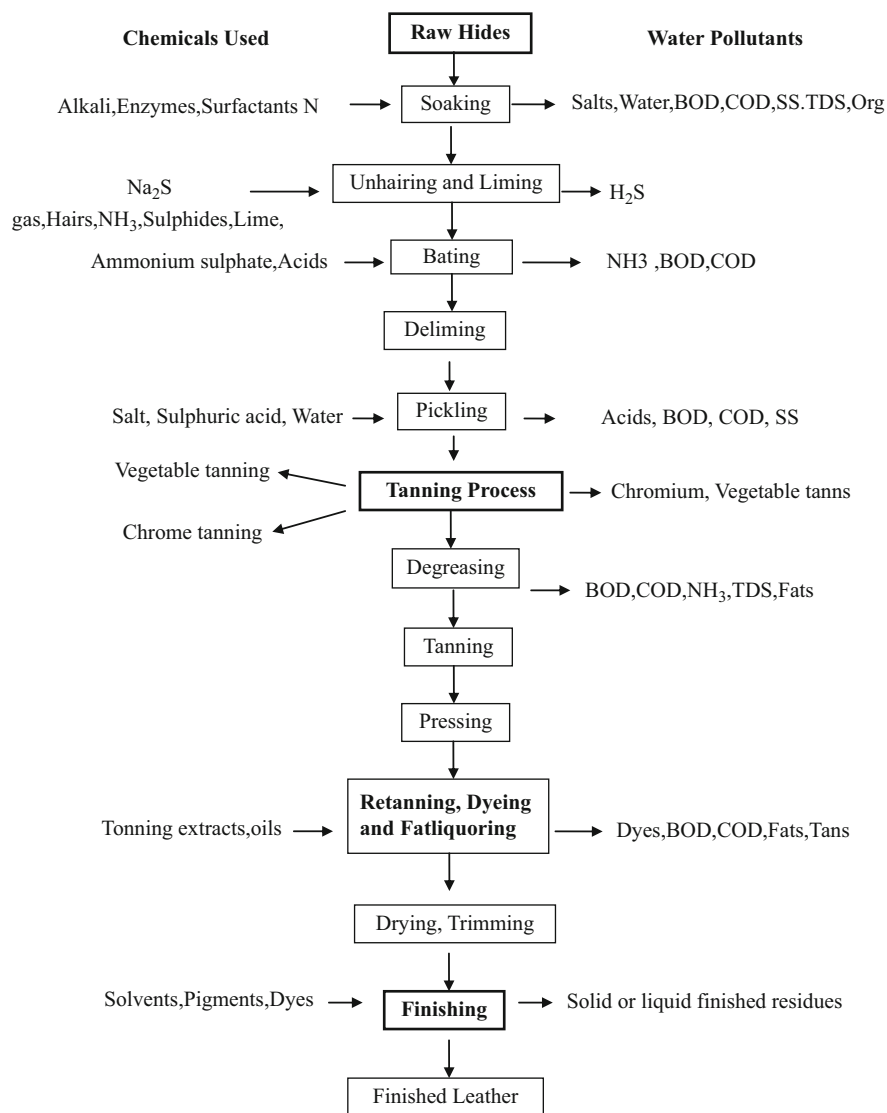 Chemicals Used
Raw Hides
Water Pollutants
Alkali,Enzymes,Surfactants N
Soaking
Salts,Water,BOD,COD,SS.TDS,Org
Na₂S
Unhairing and Liming
H₂S
gas,Hairs,NH₃,Sulphides,Lime,
Ammonium sulphate,Acids
Bating
NH3 ,BOD,COD
Deliming
Salt, Sulphuric acid, Water
Pickling
Acids, BOD, COD, SS
Vegetable tanning
Tanning Process
Chromium, Vegetable tanns
Chrome tanning
Degreasing
BOD,COD,NH₃,TDS,Fats
Tanning
Pressing
Retanning, Dyeing
and Fatliquoring
Tonning extracts,oils
Dyes,BOD,COD,Fats,Tans
Drying, Trimming
Solvents,Pigments,Dyes
Finishing
Solid or liquid finished residues
Finished Leather